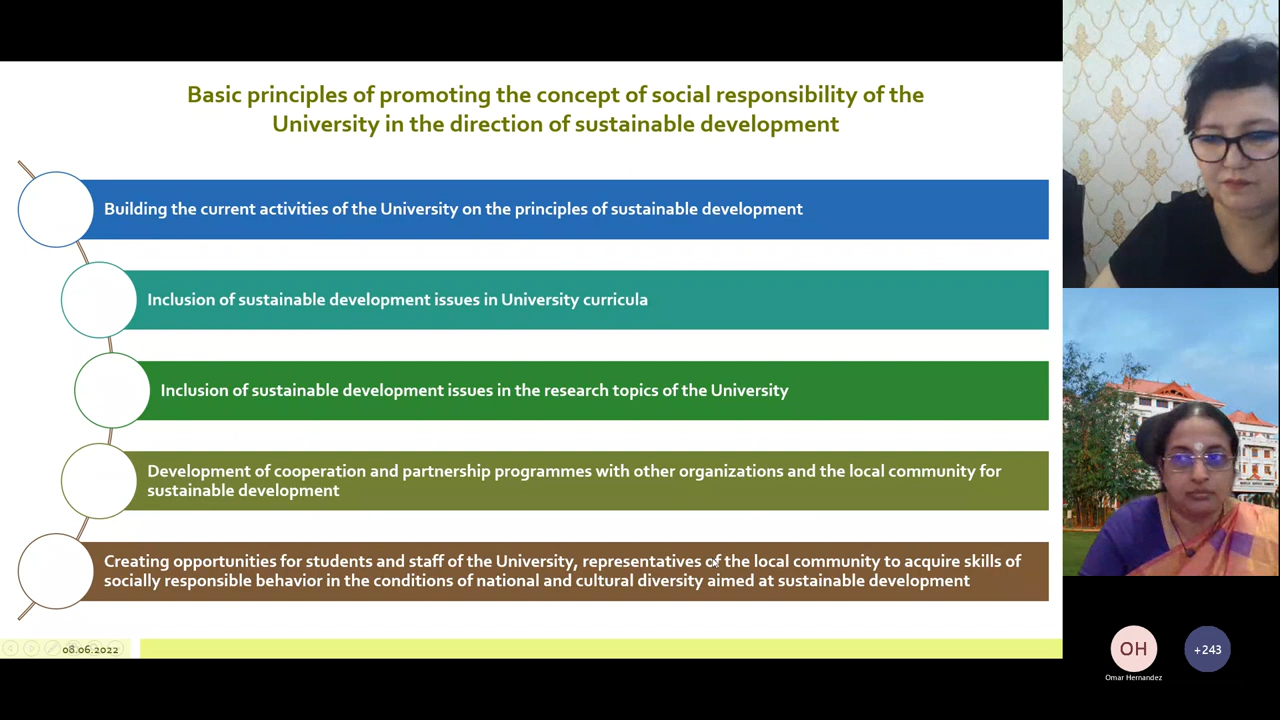 Basic principles of promoting the concept of social responsibility of the
University in the direction of sustainable development
Building the current activities of the University on the principles of sustainable development
Inclusion of sustainable development issues in University curricula
Inclusion of sustainable development issues in the research topics of the University
Development of cooperation and partnership programmes with other organizations and the local community for
sustainable development
Creating opportunities for students and staff of the University, representatives of the local community to acquire skills of
socially responsible behavior in the conditions of national and cultural diversity aimed at sustainable development
08.06.2022
OH
+243
Omar Hernandez